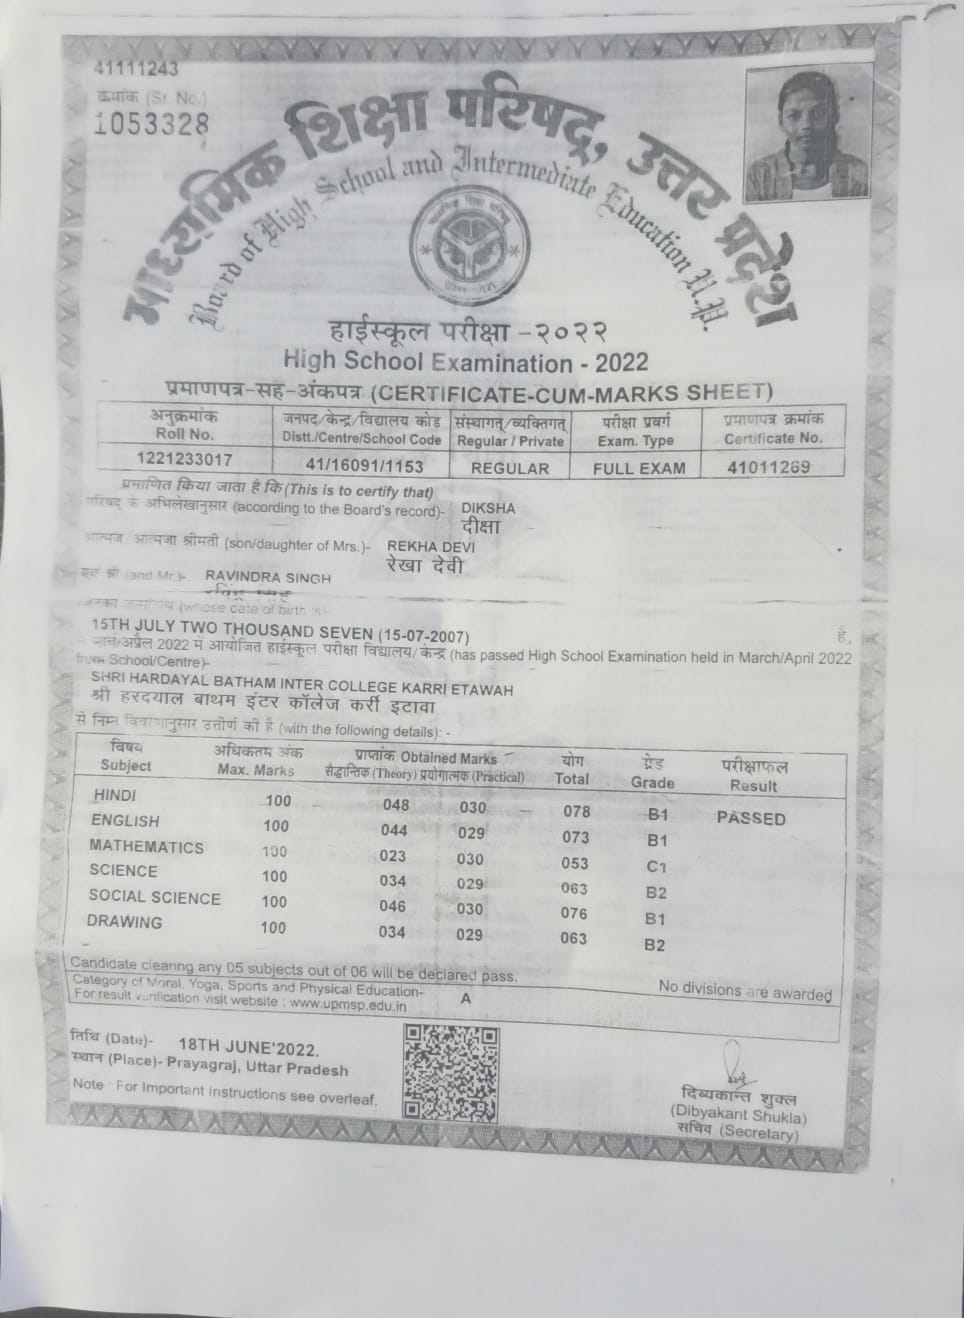 41111243
क्रमांक (Sr. No.)
1053328
माध्यमिक शिक्षा परिषद्, उत्तर प्रदेश
Board of High School and Intermediate Education U.P.
हाईस्कूल परीक्षा -२०२२
High School Examination - 2022
प्रमाणपत्र-सह-अंकपत्र (CERTIFICATE-CUM-MARKS SHEET)
अनुक्रमांक जनपद/केन्द्र/विद्यालय कोड संस्थागत्/व्यक्तिगत् परीक्षा प्रवर्ग प्रमाणपत्र क्रमांक
Roll No. Distt./Centre/School Code Regular / Private Exam. Type Certificate No.
1221233017 41/16091/1153 REGULAR FULL EXAM 41011269
प्रमाणित किया जाता है कि (This is to certify that)
परिषद के अभिलेखानुसार (according to the Board's record)- DIKSHA
दीक्षा
आत्मज/आत्मजा श्रीमती (son/daughter of Mrs.)- REKHA DEVI
रेखा देवी
एवं श्री (and Mr.)- RAVINDRA SINGH
(whose date of birth is)-
15TH JULY TWO THOUSAND SEVEN (15-07-2007) है,
मार्च/अप्रैल 2022 में आयोजित हाईस्कूल परीक्षा विद्यालय/केन्द्र (has passed High School Examination held in March/April 2022
from School/Centre)-
SHRI HARDAYAL BATHAM INTER COLLEGE KARRI ETAWAH
श्री हरदयाल बाथम इंटर कॉलेज कर्री इटावा
से निम्न विवरणानुसार उत्तीर्ण की है (with the following details): -
विषय अधिकतम अंक प्राप्तांक Obtained Marks योग ग्रेड परीक्षाफल
Subject Max. Marks सैद्धान्तिक (Theory) प्रयोगात्मक (Practical) Total Grade Result
HINDI 100 048 030 078 B1 PASSED
ENGLISH 100 044 029 073 B1
MATHEMATICS 100 023 030 053 C1
SCIENCE 100 034 029 063 B2
SOCIAL SCIENCE 100 046 030 076 B1
DRAWING 100 034 029 063 B2
Candidate clearing any 05 subjects out of 06 will be declared pass. No divisions are awarded
Category of Moral, Yoga, Sports and Physical Education- A
For result verification visit website : www.upmsp.edu.in
तिथि (Date)- 18TH JUNE'2022.
स्थान (Place)- Prayagraj, Uttar Pradesh
Note : For Important Instructions see overleaf.
दिब्यकान्त शुक्ल
(Dibyakant Shukla)
सचिव (Secretary)